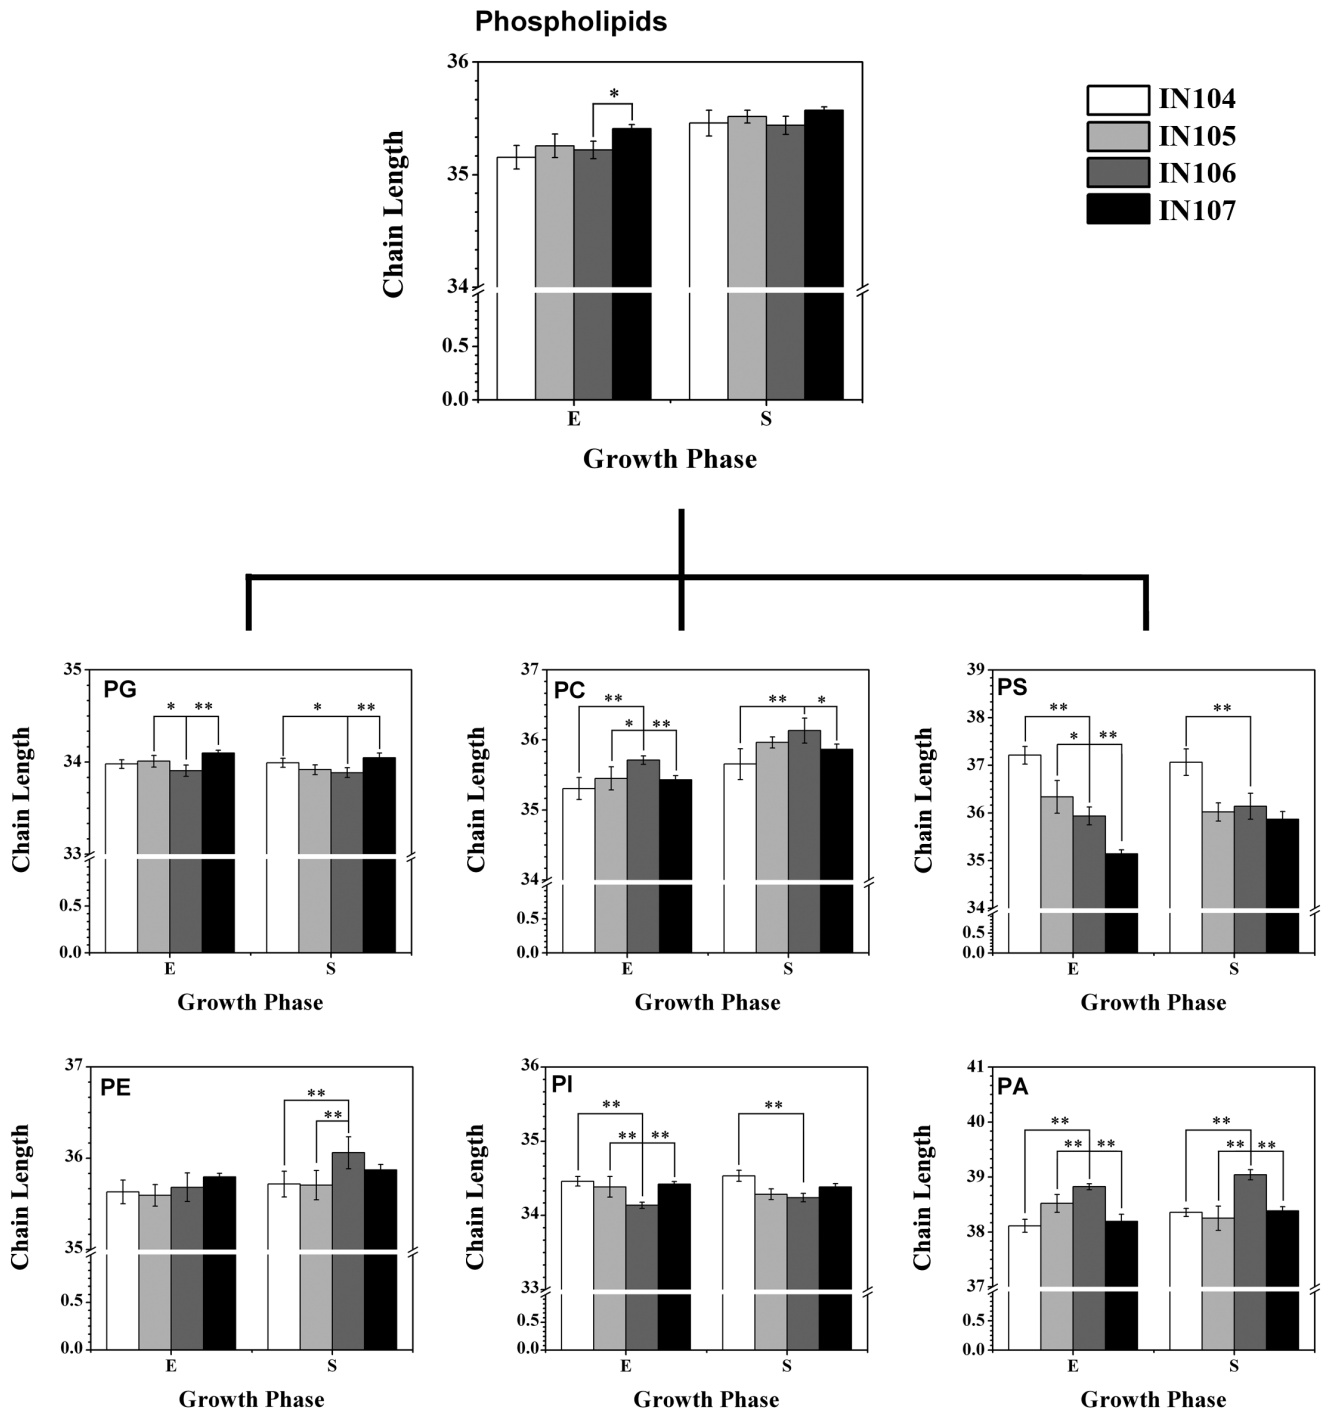 Phospholipids
36
35
34
0.5
0.0
Chain Length
*
E
S
Growth Phase
IN104
IN105
IN106
IN107
35
34
33
0.5
0.0
Chain Length
PG
*
**
*
**
E
S
Growth Phase
37
36
35
34
0.5
0.0
Chain Length
PC
**
*
**
**
*
E
S
Growth Phase
39
38
37
36
35
34
0.5
0.0
Chain Length
PS
**
*
**
**
E
S
Growth Phase
37
36
35
0.5
0.0
Chain Length
PE
**
**
E
S
Growth Phase
36
35
34
33
0.5
0.0
Chain Length
PI
**
**
**
**
E
S
Growth Phase
41
40
39
38
37
0.5
0.0
Chain Length
PA
**
**
**
**
**
**
E
S
Growth Phase